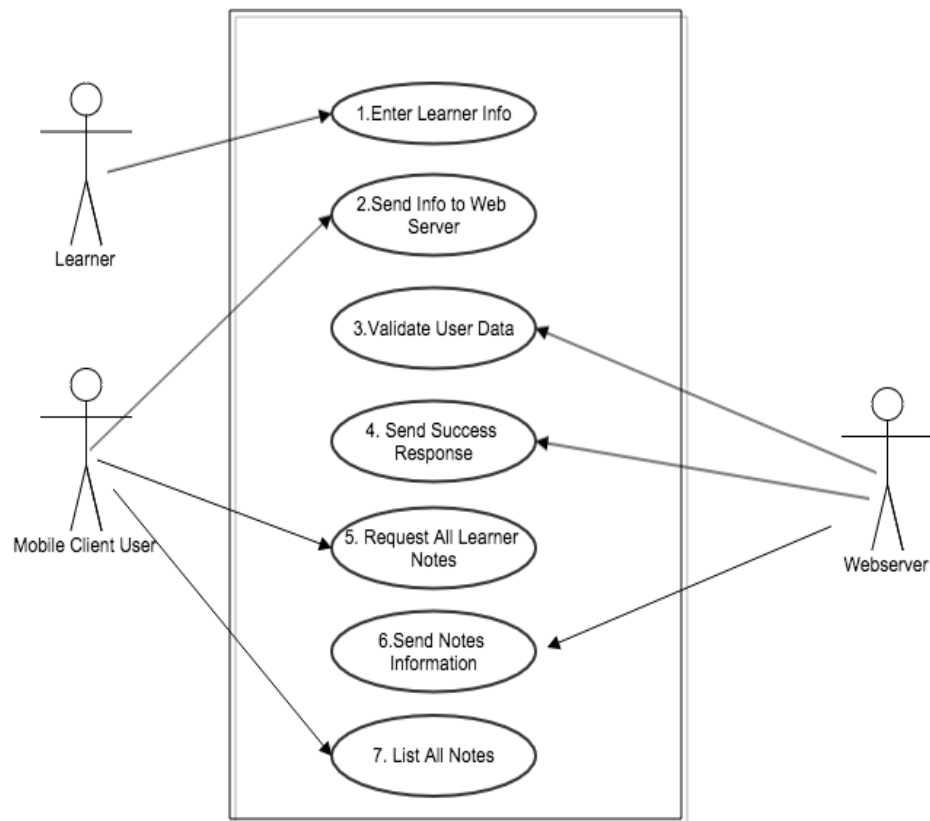 1.Enter Learner Info
2.Send Info to Web
Server
Learner
3.Validate User Data
4. Send Success
Response
Mobile Client User
5. Request All Learner
Notes
Webserver
6.Send Notes
Information
7. List All Notes